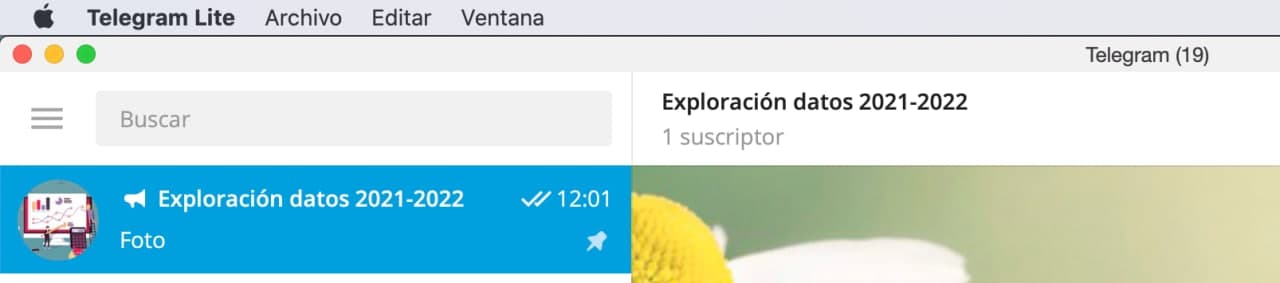 Telegram Lite Archivo Editar Ventana
Telegram (19)
Buscar
Exploración datos 2021-2022
1 suscriptor
Exploración datos 2021-2022 12:01
Foto